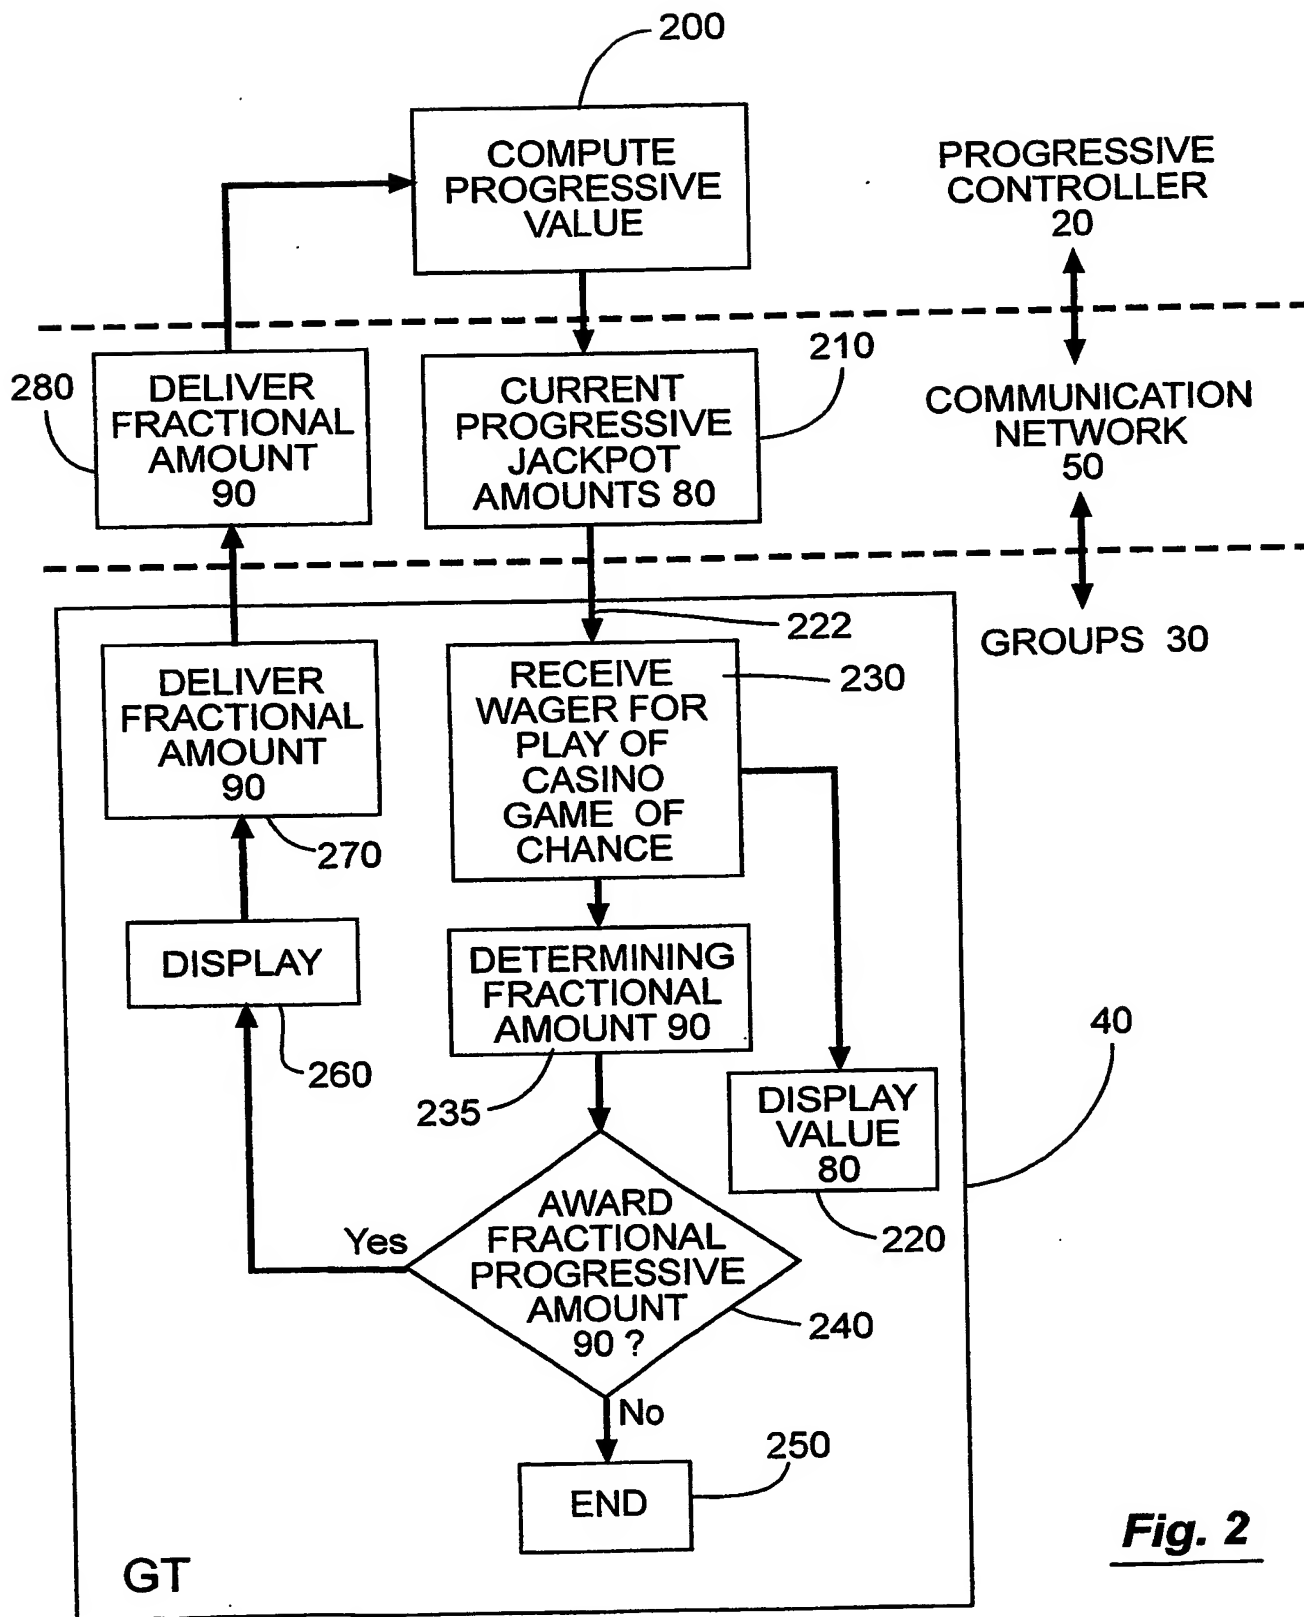 200
COMPUTE
PROGRESSIVE
VALUE
PROGRESSIVE
CONTROLLER
20
280
DELIVER
FRACTIONAL
AMOUNT
90
CURRENT
PROGRESSIVE
JACKPOT
AMOUNTS 80
210
COMMUNICATION
NETWORK
50
222
GROUPS 30
DELIVER
FRACTIONAL
AMOUNT
90
270
RECEIVE
WAGER FOR
PLAY OF
CASINO
GAME OF
CHANCE
230
DISPLAY
260
DETERMINING
FRACTIONAL
AMOUNT 90
235
40
DISPLAY
VALUE
80
220
Yes
AWARD
FRACTIONAL
PROGRESSIVE
AMOUNT
90 ?
240
No
END
250
GT
Fig. 2